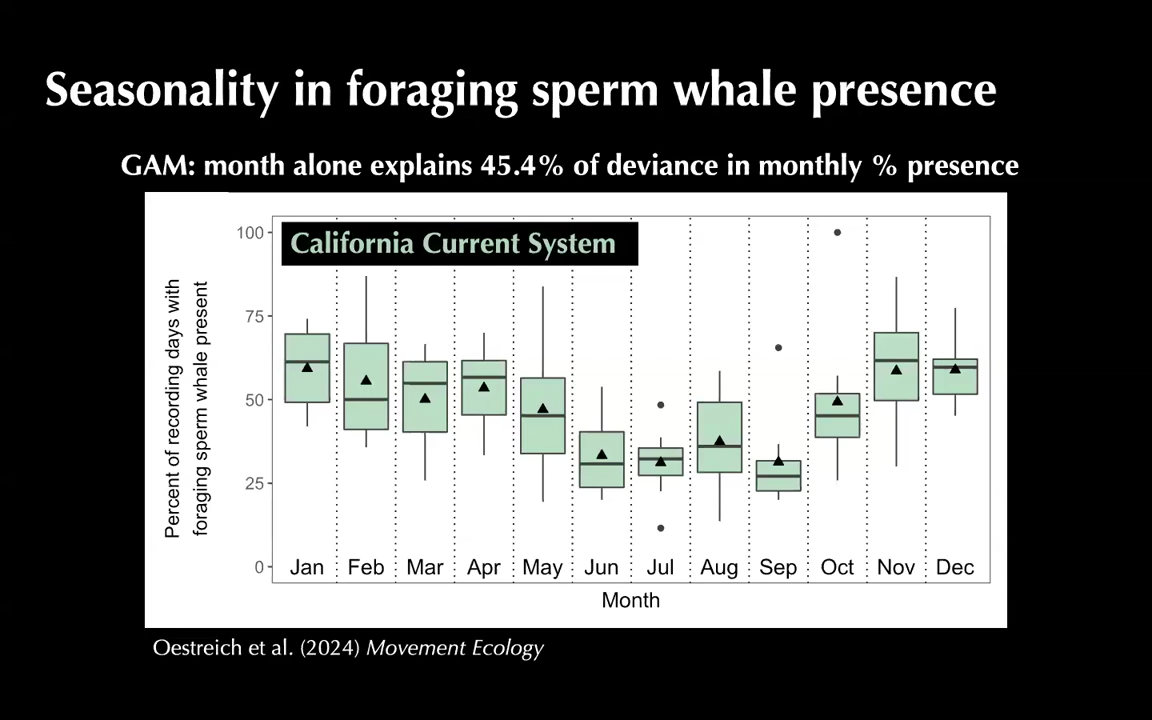 Seasonality in foraging sperm whale presence
GAM: month alone explains 45.4% of deviance in monthly % presence
California Current System
Percent of recording days with
foraging sperm whale present
100
75
50
25
0
Jan Feb Mar Apr May Jun Jul Aug Sep Oct Nov Dec
Month
Oestreich et al. (2024) Movement Ecology